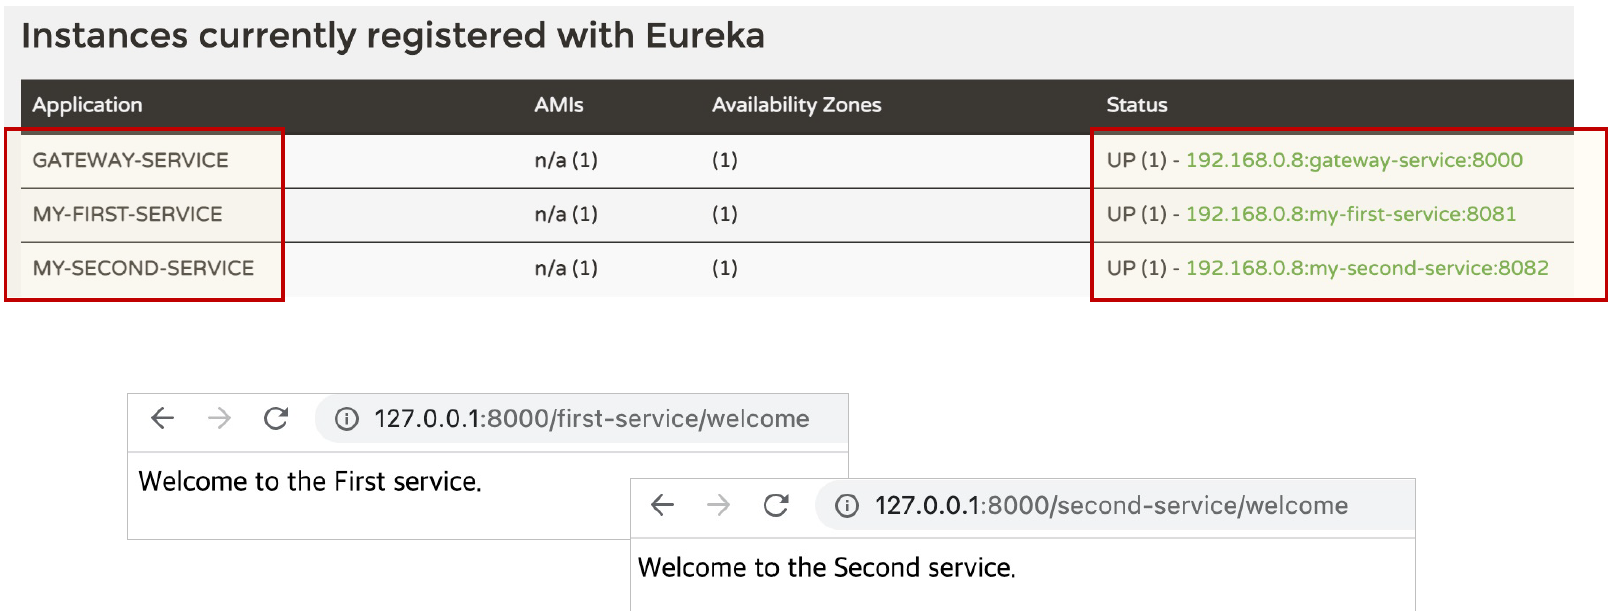 Instances currently registered with Eureka
Application AMIs Availability Zones Status
GATEWAY-SERVICE n/a (1) (1) UP (1) - 192.168.0.8:gateway-service:8000
MY-FIRST-SERVICE n/a (1) (1) UP (1) - 192.168.0.8:my-first-service:8081
MY-SECOND-SERVICE n/a (1) (1) UP (1) - 192.168.0.8:my-second-service:8082
127.0.0.1:8000/first-service/welcome
Welcome to the First service.
127.0.0.1:8000/second-service/welcome
Welcome to the Second service.